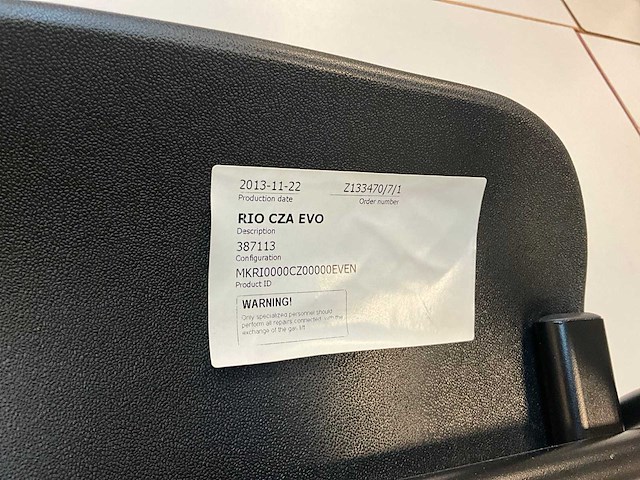 2013-11-22 Z133470/7/1
Production date Order number
RIO CZA EVO
Description
387113
Configuration
MKRI0000CZ00000EVEN
Product ID
WARNING!
Only specialized personnel should
perform all repairs connected with the
exchange of the gas lift